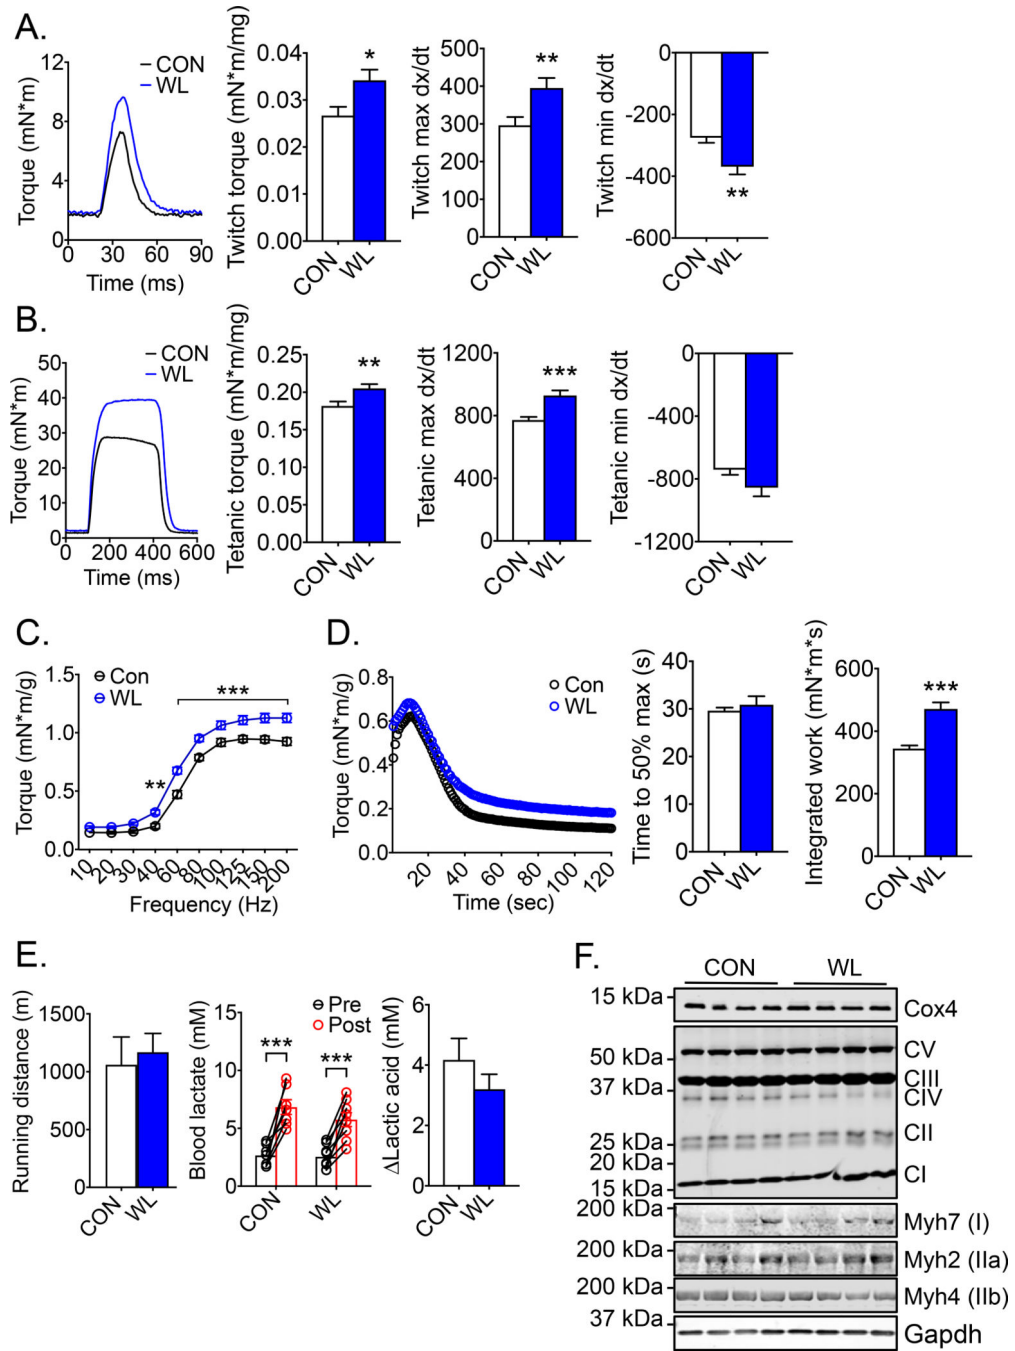 A.
Torque (mN*m)
12
8
4
0
0 30 60 90
Time (ms)
CON
WL
Twitch torque (mN*m/mg)
0.04
0.03
0.02
0.01
0.00
*
CON WL
Twitch max dx/dt
500
400
300
200
100
0
**
CON WL
Twitch min dx/dt
0
-200
-400
-600
**
CON WL
B.
Torque (mN*m)
50
40
30
20
10
0
0 200 400 600
Time (ms)
CON
WL
Tetanic torque (mN*m/mg)
0.25
0.20
0.15
0.10
0.05
0.00
**
CON WL
Tetanic max dx/dt
1200
800
400
0
***
CON WL
Tetanic min dx/dt
0
-400
-800
-1200
CON WL
C.
Torque (mN*m/g)
1.5
1.0
0.5
0.0
Con
WL
**
***
10 20 30 40 60 80 100 125 150 200
Frequency (Hz)
D.
Torque (mN*m/g)
0.8
0.6
0.4
0.2
0.0
Con
WL
20 40 60 80 100 120
Time (sec)
Time to 50% max (s)
40
30
20
10
0
CON WL
Integrated work (mN*m*s)
600
400
200
0
***
CON WL
E.
Running distance (m)
1500
1000
500
0
CON WL
Blood lactate (mM)
15
10
5
0
Pre
Post
*** ***
CON WL
ΔLactic acid (mM)
6
4
2
0
CON WL
F.
CON WL
15 kDa
Cox4
50 kDa
37 kDa
25 kDa
20 kDa
15 kDa
CV
CIII
CIV
CII
CI
200 kDa
Myh7 (I)
200 kDa
Myh2 (IIa)
200 kDa
Myh4 (IIb)
37 kDa
Gapdh